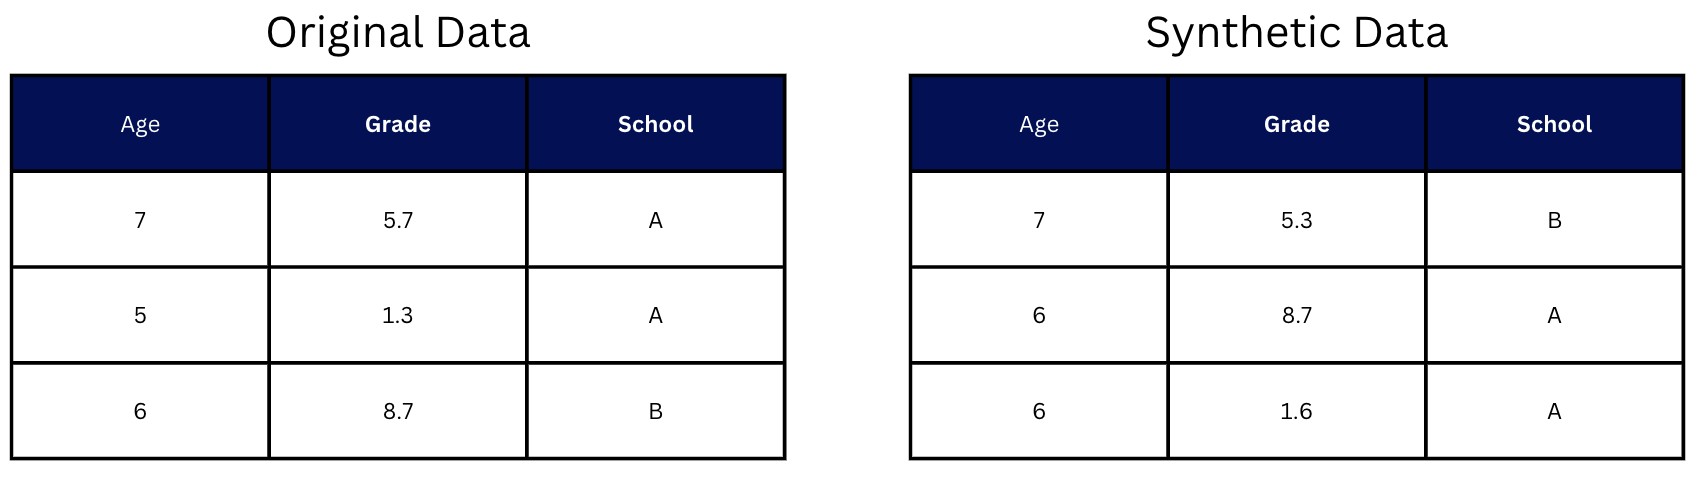 Original Data
Age Grade School
7 5.7 A
5 1.3 A
6 8.7 B
Synthetic Data
Age Grade School
7 5.3 B
6 8.7 A
6 1.6 A